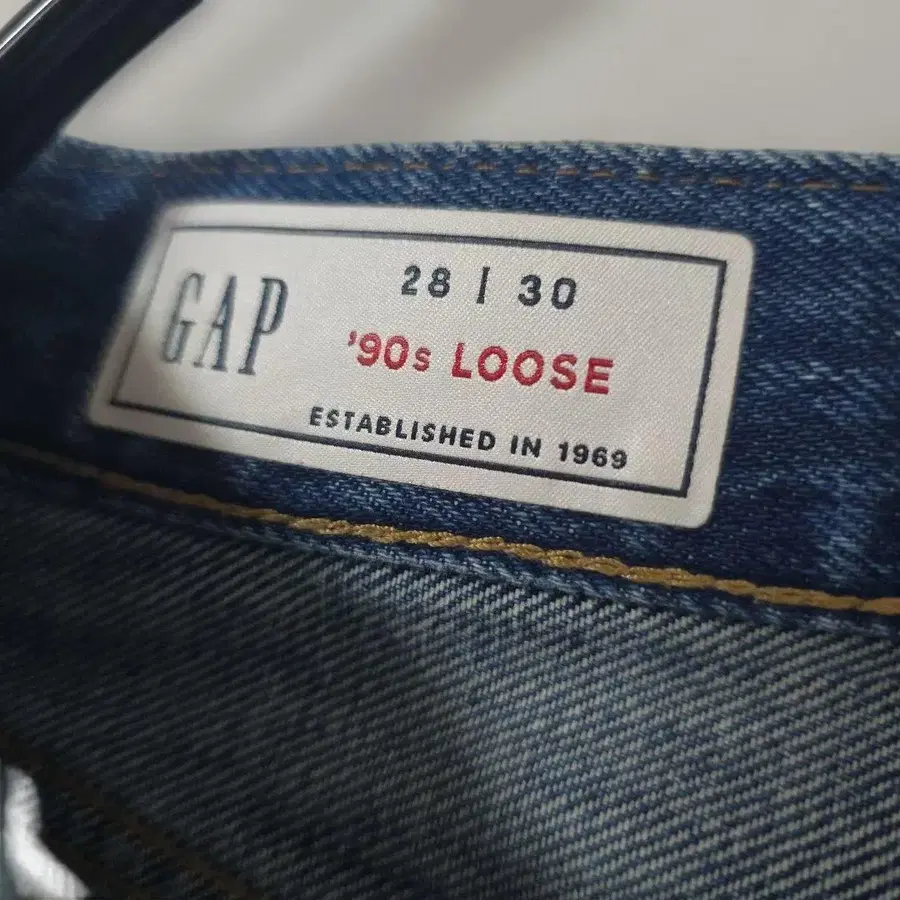 GAP
28 | 30
'90s LOOSE
ESTABLISHED IN 1969